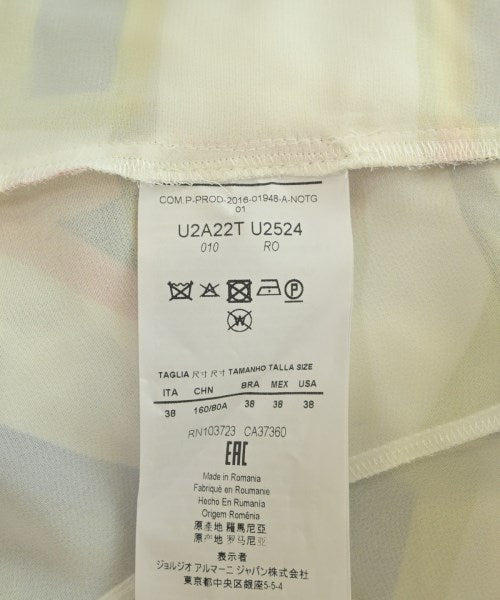 COM.P-PROD-2016-01948-A-NOTG
01
U2A22T U2524
010 RO
TAGLIA 尺寸 尺寸 TAMANHO TALLA SIZE
ITA CHN BRA MEX USA
38 160/80A 38 38 38
RN103723 CA37360
EAC
Made in Romania
Fabriqué en Roumanie
Hecho En Rumania
Origem Romênia
原產地 羅馬尼亞
原产地 罗马尼亚
表示者
ジョルジオ アルマーニ ジャパン株式会社
東京都中央区銀座5-5-4